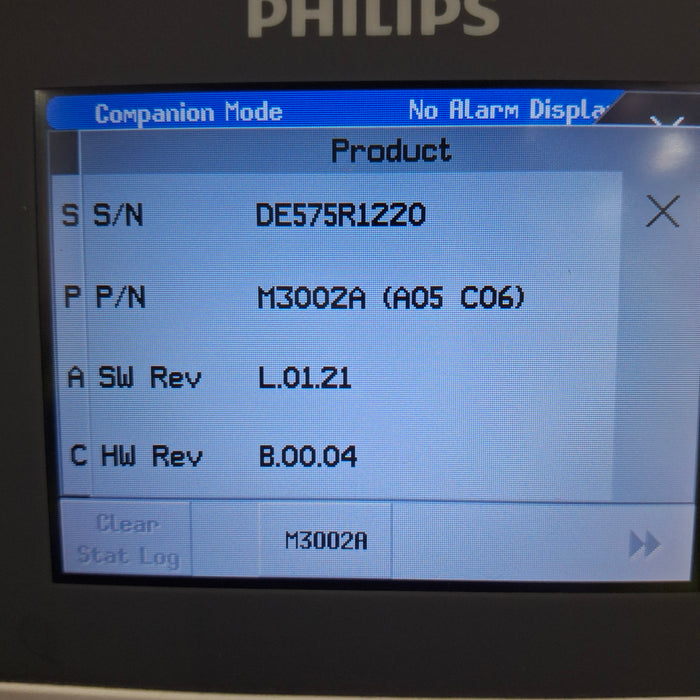 PHILIPS
Companion Mode No Alarm Displa
Product
S S/N DE575R1220
P P/N M3002A (A05 C06)
A SW Rev L.01.21
C HW Rev B.00.04
Clear
Stat Log
M3002A